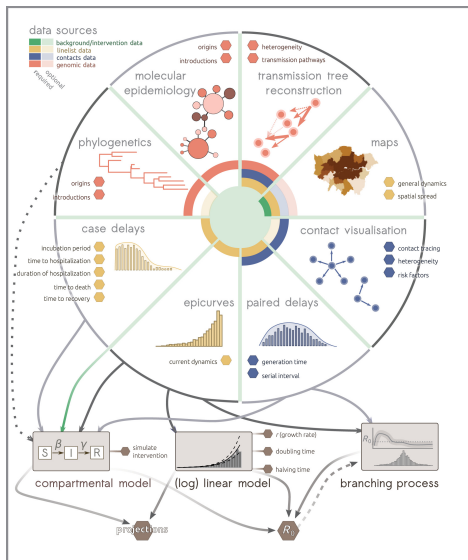 data sources
background/intervention data
linelist data
contacts data
genomic data
required
optional
origins
introductions
molecular
epidemiology
heterogeneity
transmission pathways
transmission tree
reconstruction
phylogenetics
origins
introductions
maps
general dynamics
spatial spread
case delays
incubation period
time to hospitalization
duration of hospitalization
time to death
time to recovery
contact visualisation
contact tracing
heterogeneity
risk factors
epicurves
current dynamics
paired delays
generation time
serial interval
β γ
S I R
simulate
intervention
compartmental model
r (growth rate)
doubling time
halving time
(log) linear model
R₀
branching process
projections